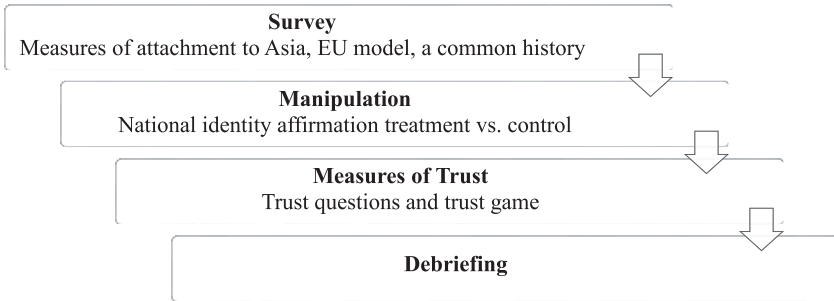 Survey
Measures of attachment to Asia, EU model, a common history
Manipulation
National identity affirmation treatment vs. control
Measures of Trust
Trust questions and trust game
Debriefing